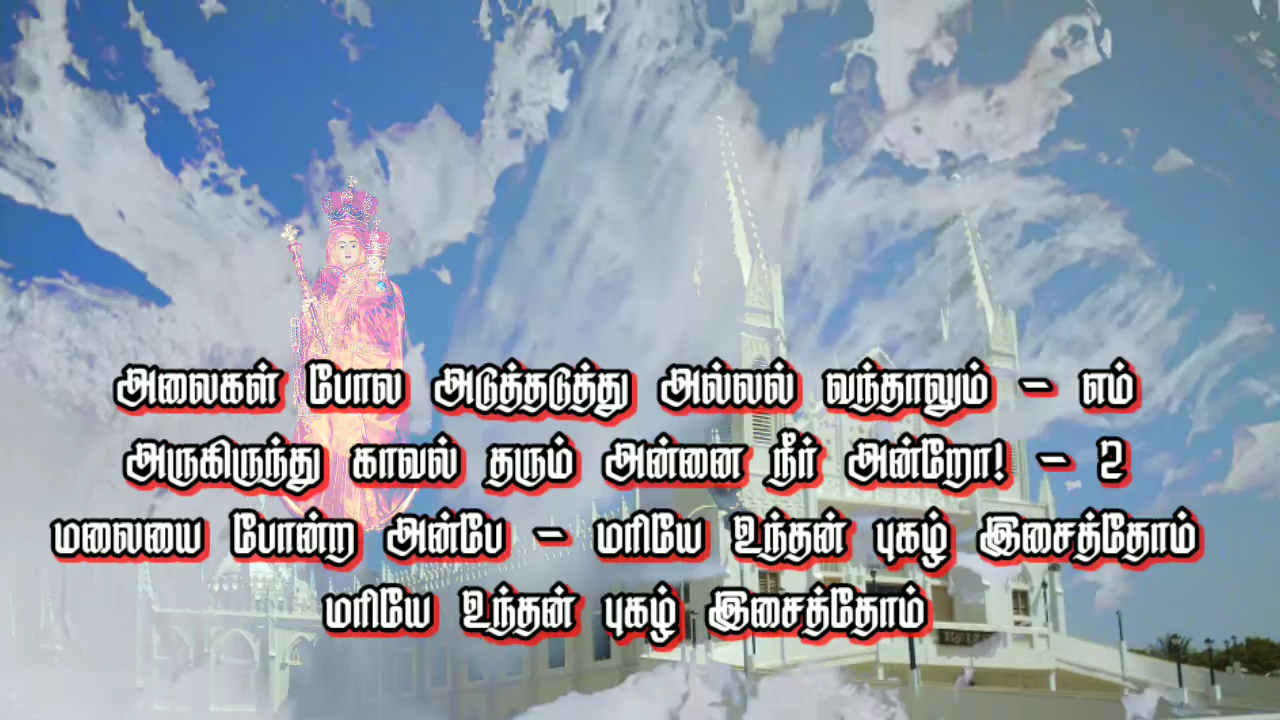 அலைகள் போல அடுத்தடுத்து அல்லல் வந்தாலும் - எம்
அருகிருந்து காவல் தரும் அன்னை நீர் அன்றோ! - 2
மலையை போன்ற அன்பே - மரியே உந்தன் புகழ் இசைத்தோம்
மரியே உந்தன் புகழ் இசைத்தோம்